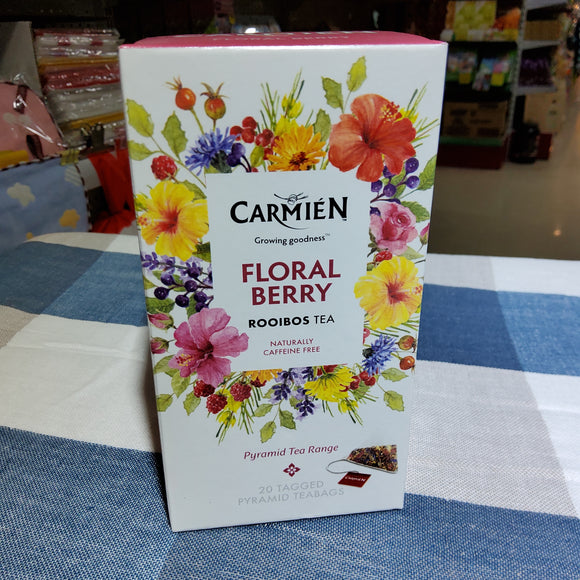 CARMIÉN
Growing goodness™
FLORAL
BERRY
ROOIBOS TEA
NATURALLY
CAFFEINE FREE
Pyramid Tea Range
20 TAGGED
PYRAMID TEABAGS